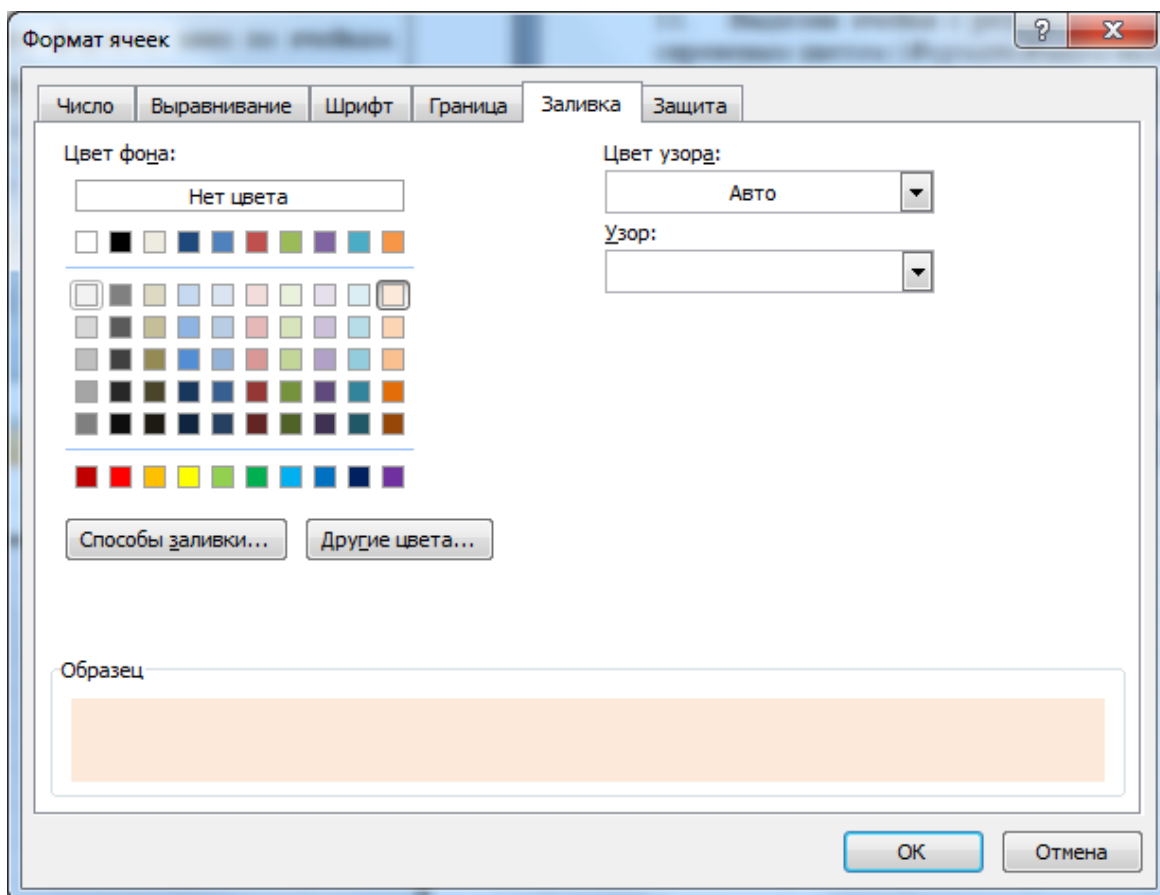 Формат ячеек
Число Выравнивание Шрифт Граница Заливка Защита
Цвет фона:
Нет цвета
Цвет узора:
Авто
Узор:
Способы заливки... Другие цвета...
Образец
ОК Отмена